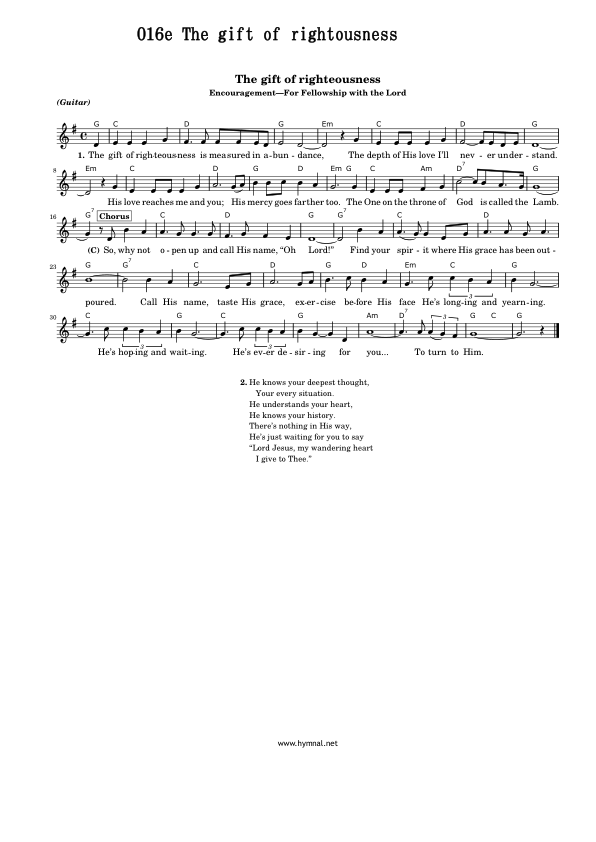 016e The gift of rightousness
The gift of righteousness
Encouragement—For Fellowship with the Lord
(Guitar)
G C D G Em C D7 G
1. The gift of righ-teous-ness is mea-sured in a-bun - dance, The depth of His love I'll nev - er under - stand.
8
Em C D G D Em G C Am D7 G
His love reaches me and you; His mercy goes farther too. The One on the throne of God is called the Lamb.
16
G7 Chorus C D G G7 C D
(C) So, why not o - pen up and call His name, “Oh Lord!” Find your spir - it where His grace has been out -
23
G G7 C D G D Em C G
poured. Call His name, taste His grace, ex-er-cise be-fore His face He's long-ing and yearn-ing.
3
30
C G C G Am D7 G C G
3 3 3
He's hop-ing and wait-ing. He's ev-er de - sir - ing for you... To turn to Him.
2. He knows your deepest thought,
Your every situation.
He understands your heart,
He knows your history.
There's nothing in His way,
He's just waiting for you to say
“Lord Jesus, my wandering heart
I give to Thee.”
www.hymnal.net